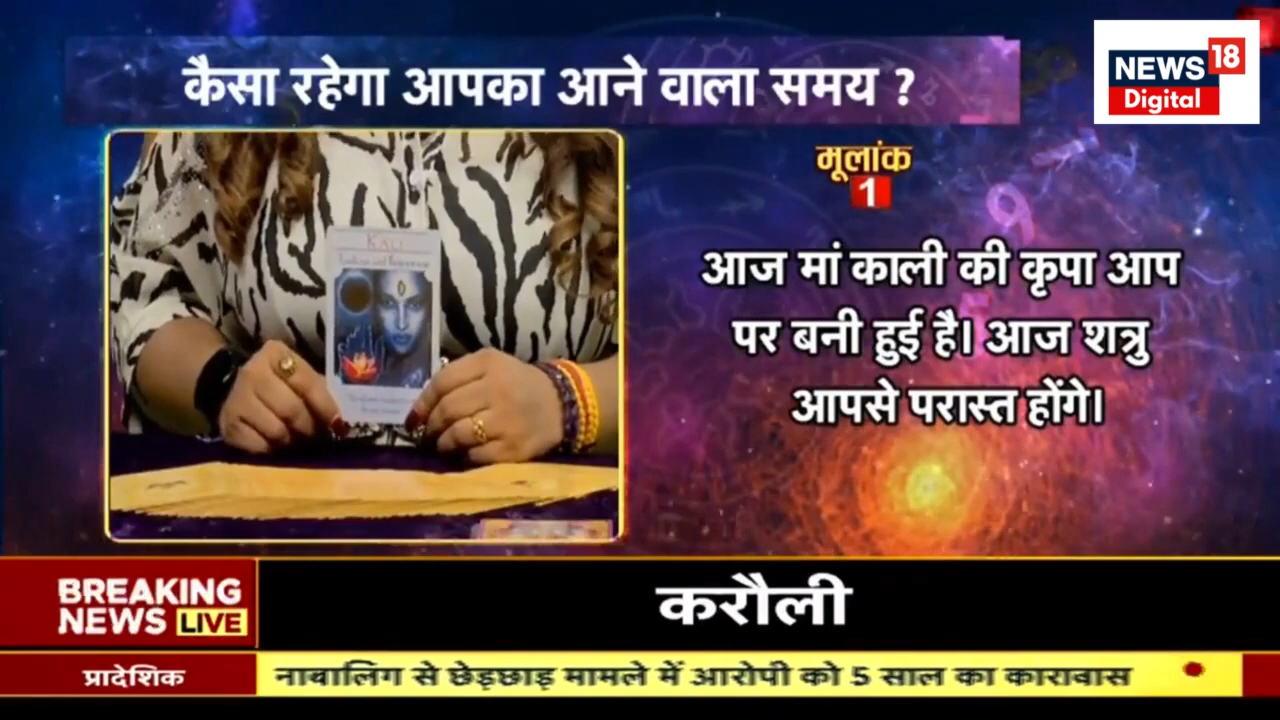 कैसा रहेगा आपका आने वाला समय ?
NEWS 18
Digital
मूलांक
1
आज मां काली की कृपा आप
पर बनी हुई है। आज शत्रु
आपसे परास्त होंगे।
KALI
BREAKING
NEWS LIVE
करौली
प्रादेशिक
नाबालिग से छेड़छाड़ मामले में आरोपी को 5 साल का कारावास